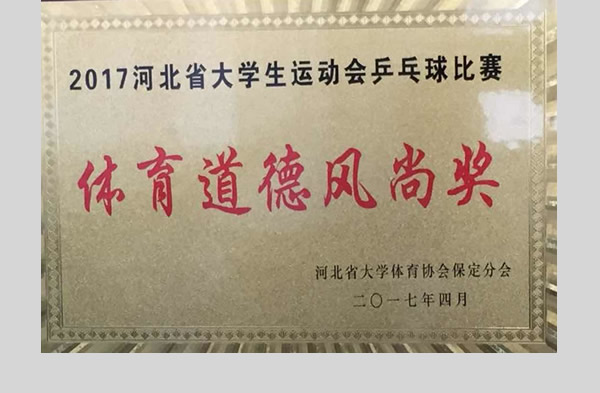 2017河北省大学生运动会乒乓球比赛
体育道德风尚奖
河北省大学体育协会保定分会
二〇一七年四月